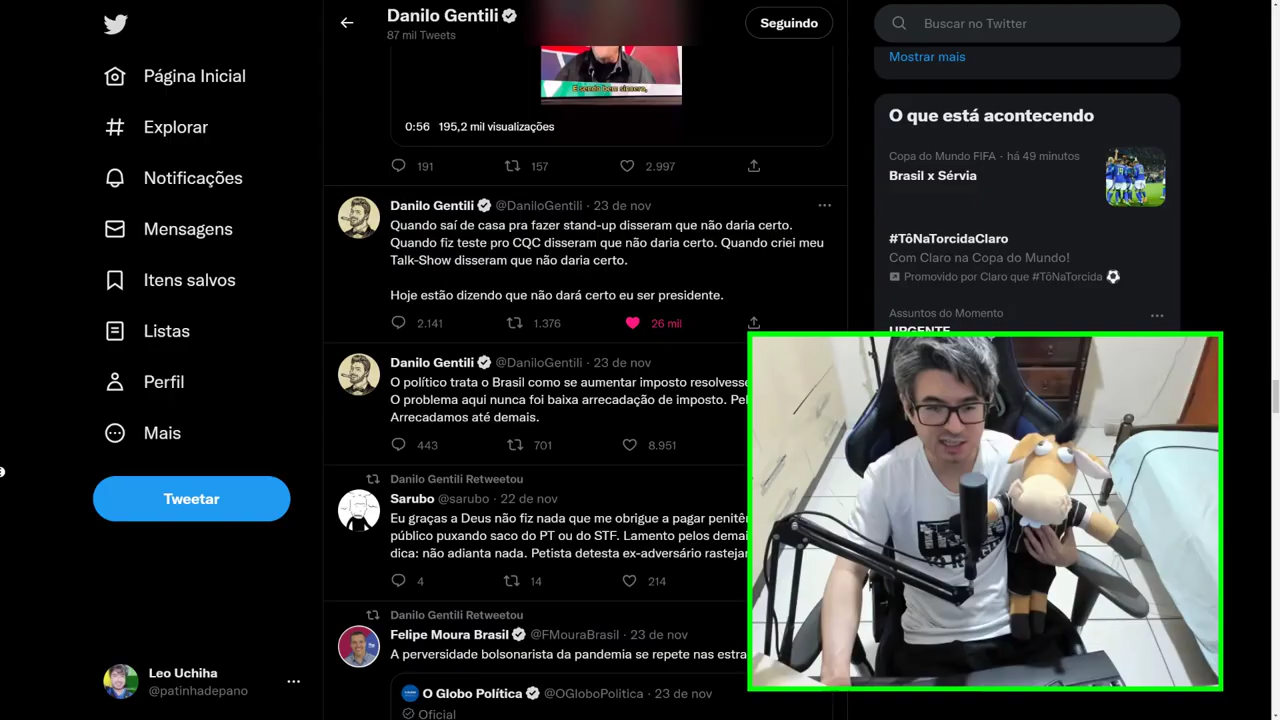 Página Inicial
Explorar
Notificações
Mensagens
Itens salvos
Listas
Perfil
Mais
Tweetar
Leo Uchiha
@patinhadepano
Danilo Gentili
87 mil Tweets
Seguindo
E sendo bem sincero,
0:56 195,2 mil visualizações
191 157 2.997
Danilo Gentili @DaniloGentili · 23 de nov
Quando saí de casa pra fazer stand-up disseram que não daria certo.
Quando fiz teste pro CQC disseram que não daria certo. Quando criei meu
Talk-Show disseram que não daria certo.
Hoje estão dizendo que não dará certo eu ser presidente.
2.141 1.376 26 mil
Danilo Gentili @DaniloGentili · 23 de nov
O político trata o Brasil como se aumentar imposto resolvesse
O problema aqui nunca foi baixa arrecadação de imposto. Pel
Arrecadamos até demais.
443 701 8.951
Danilo Gentili Retweetou
Sarubo @sarubo · 22 de nov
Eu graças a Deus não fiz nada que me obrigue a pagar penitên
público puxando saco do PT ou do STF. Lamento pelos demai
dica: não adianta nada. Petista detesta ex-adversário rastejan
4 14 214
Danilo Gentili Retweetou
Felipe Moura Brasil @FMouraBrasil · 23 de nov
A perversidade bolsonarista da pandemia se repete nas estra
O Globo Política @OGloboPolitica · 23 de nov
Oficial
Buscar no Twitter
Mostrar mais
O que está acontecendo
Copa do Mundo FIFA · há 49 minutos
Brasil x Sérvia
#TôNaTorcidaClaro
Com Claro na Copa do Mundo!
Promovido por Claro que #TôNaTorcida
Assuntos do Momento
URGENTE